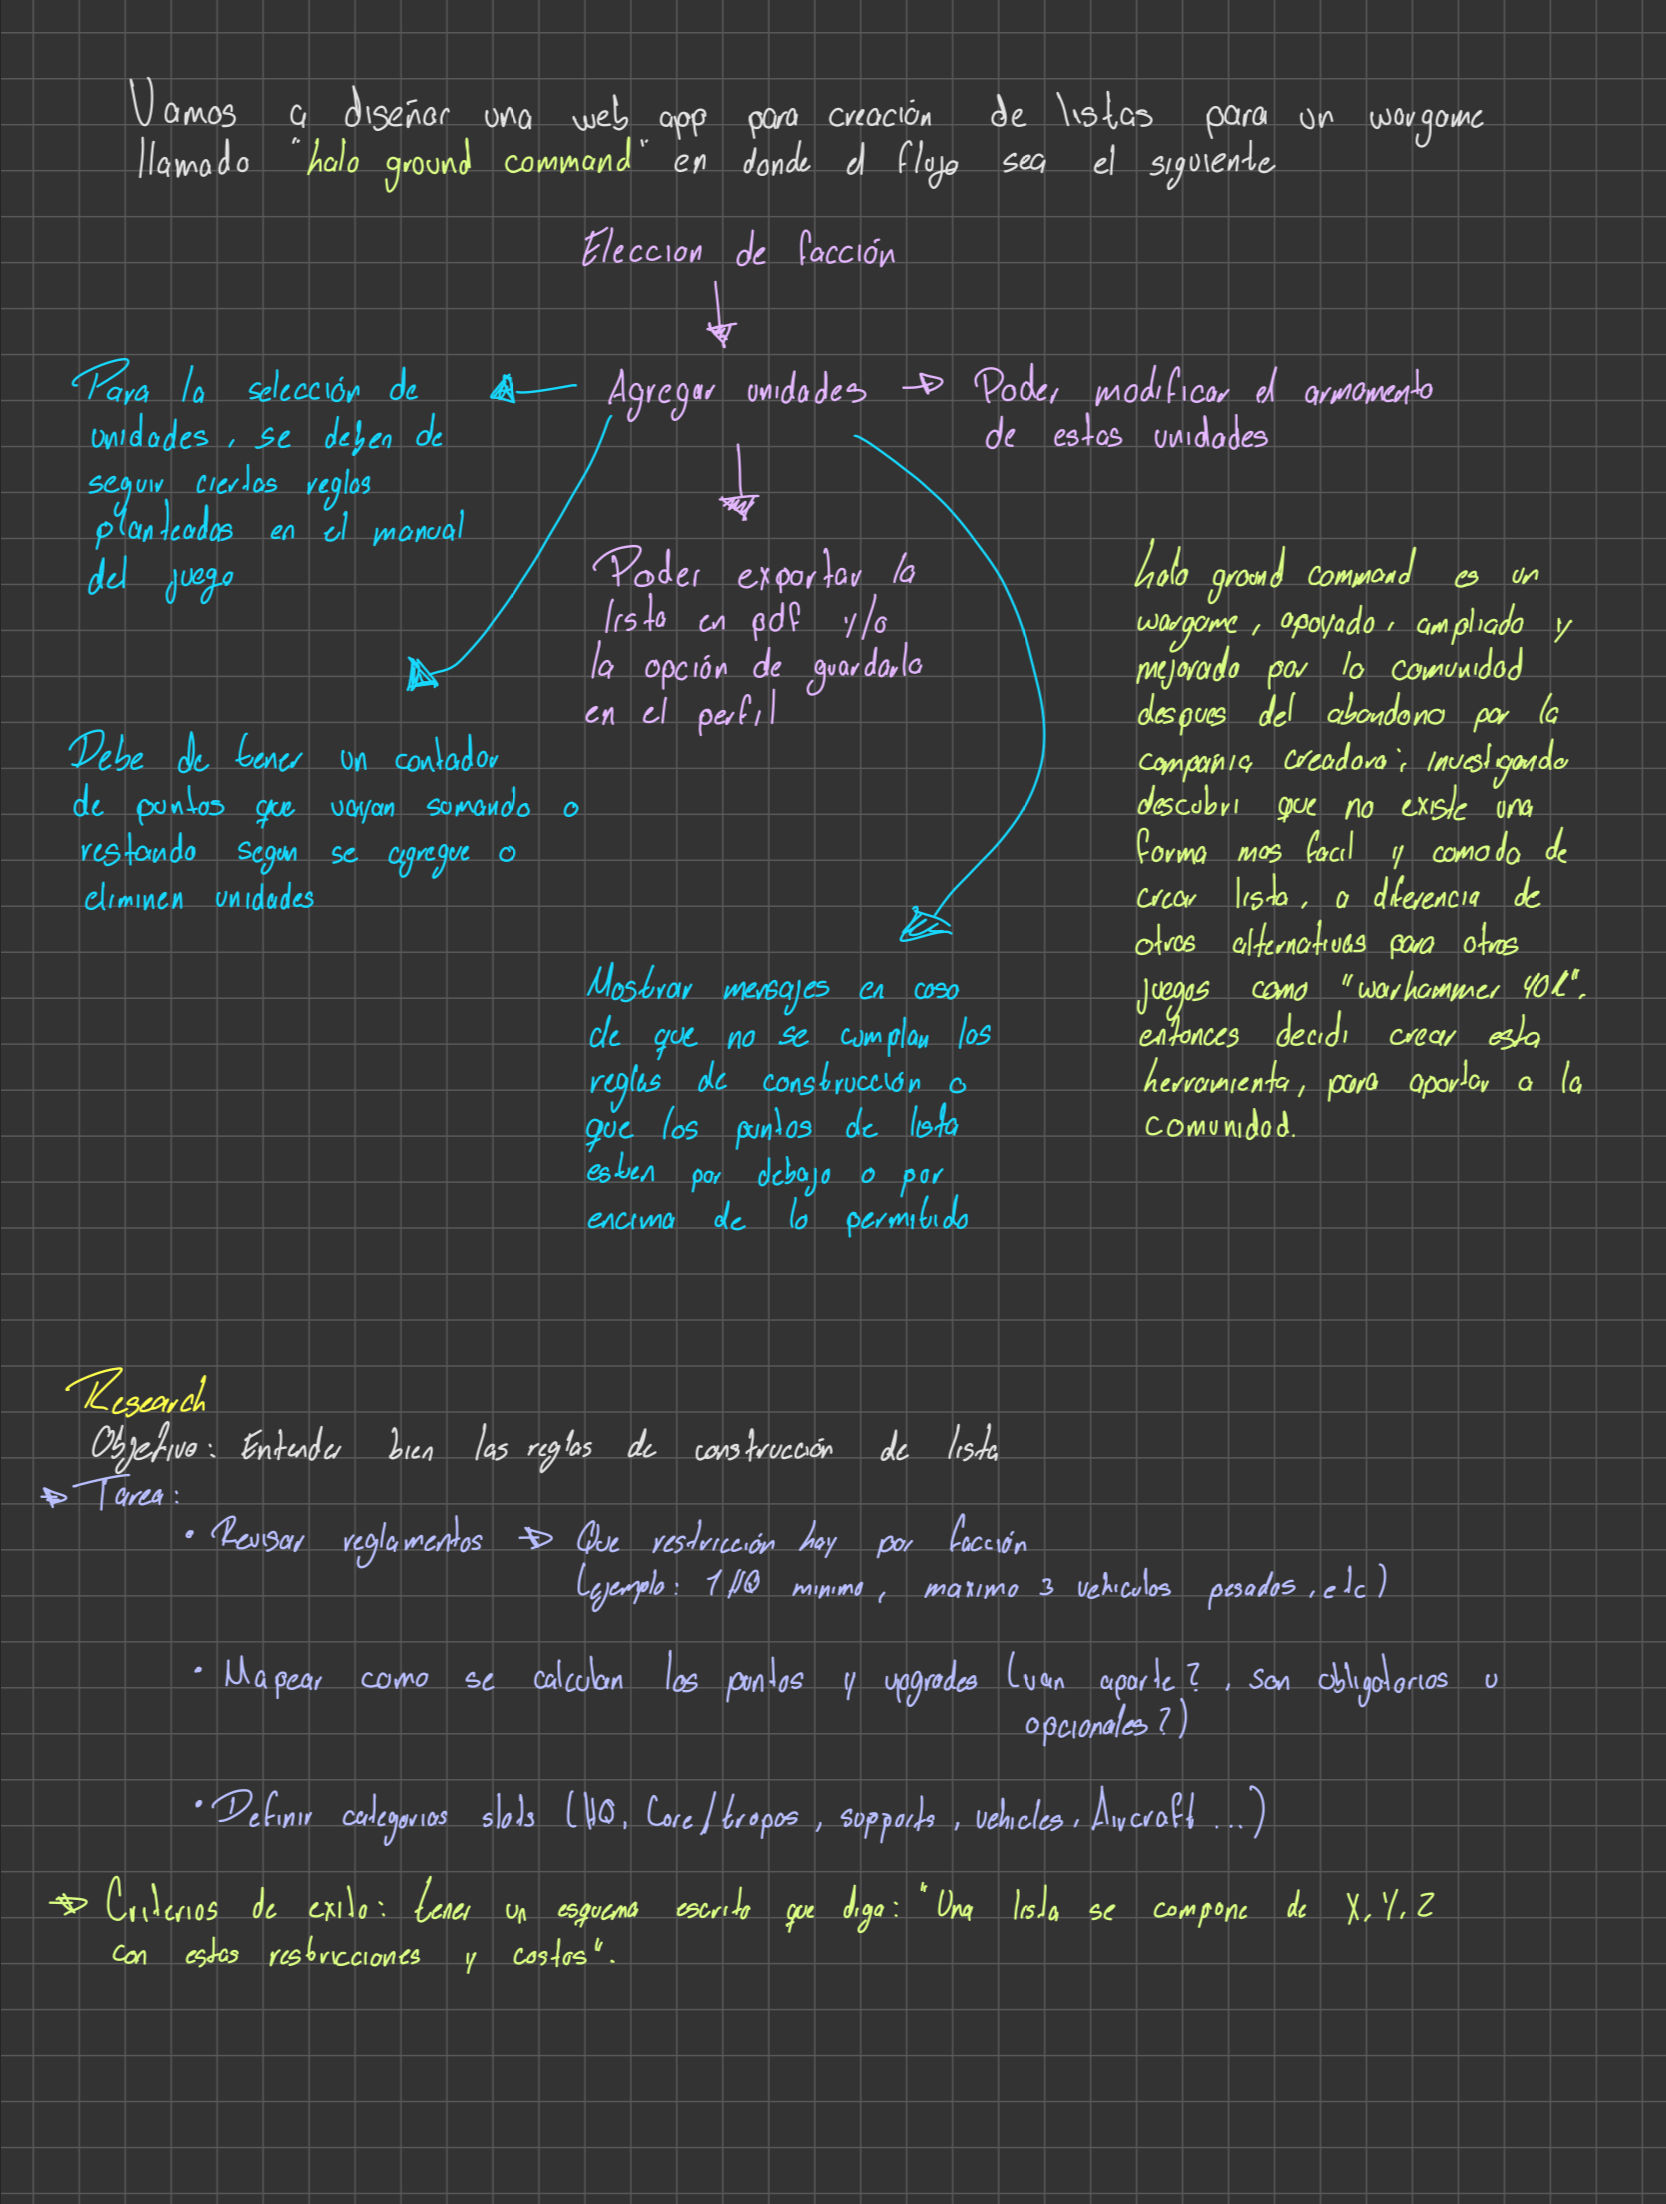 Vamos a diseñar una web app para creación de listas para un wargame
llamado "halo ground command" en donde el flujo sea el siguiente
Eleccion de facción
Agregar unidades
Poder modificar el armamento
de estas unidades
Para la selección de
unidades, se deben de
seguir ciertas reglas
planteadas en el manual
del juego
Poder exportar la
lista en pdf y/o
la opción de guardarla
en el perfil
Debe de tener un contador
de puntos que vayan sumando o
restando segun se agregue o
eliminen unidades
Mostrar mensajes en caso
de que no se cumplan las
reglas de construcción o
que los puntos de lista
esten por debajo o por
encima de lo permitido
halo ground command es un
wargame, apoyado, ampliado y
mejorado por la comunidad
despues del abandono por la
compañia creadora; investigando
descubri que no existe una
forma mas facil y comoda de
crear lista, a diferencia de
otras alternativas para otros
juegos como "warhammer 40k".
entonces decidi crear esta
herramienta, para aportar a la
comunidad.
Research
Objetivo: Entender bien las reglas de construcción de lista
Tarea:
• Revisar reglamentos → Que restricción hay por facción
(ejemplo: 1 HQ minimo, maximo 3 vehiculos pesados, etc)
• Mapear como se calculan los puntos y upgrades (van aparte?, son obligatorios u
opcionales?)
• Definir categorias slots (HQ, Core/tropas, supports, vehicles, Aircraft ...)
Criterios de exito: tener un esquema escrito que diga: "Una lista se compone de X, Y, Z
con estas restricciones y costos".